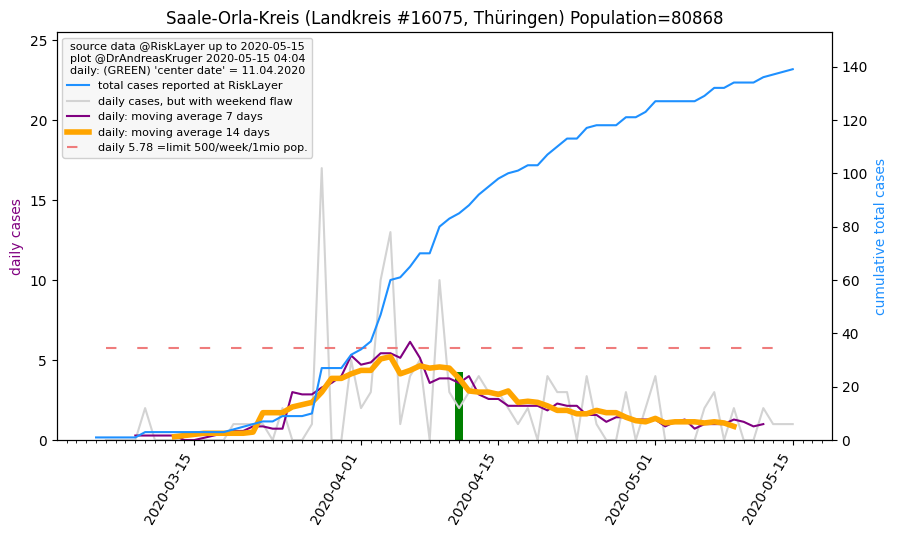 Saale-Orla-Kreis (Landkreis #16075, Thüringen) Population=80868
source data @RiskLayer up to 2020-05-15
plot @DrAndreasKruger 2020-05-15 04:04
daily: (GREEN) 'center date' = 11.04.2020
total cases reported at RiskLayer
daily cases, but with weekend flaw
daily: moving average 7 days
daily: moving average 14 days
daily 5.78 =limit 500/week/1mio pop.
daily cases
25
20
15
10
5
0
140
120
100
80
60
40
20
0
cumulative total cases
2020-03-15
2020-04-01
2020-04-15
2020-05-01
2020-05-15